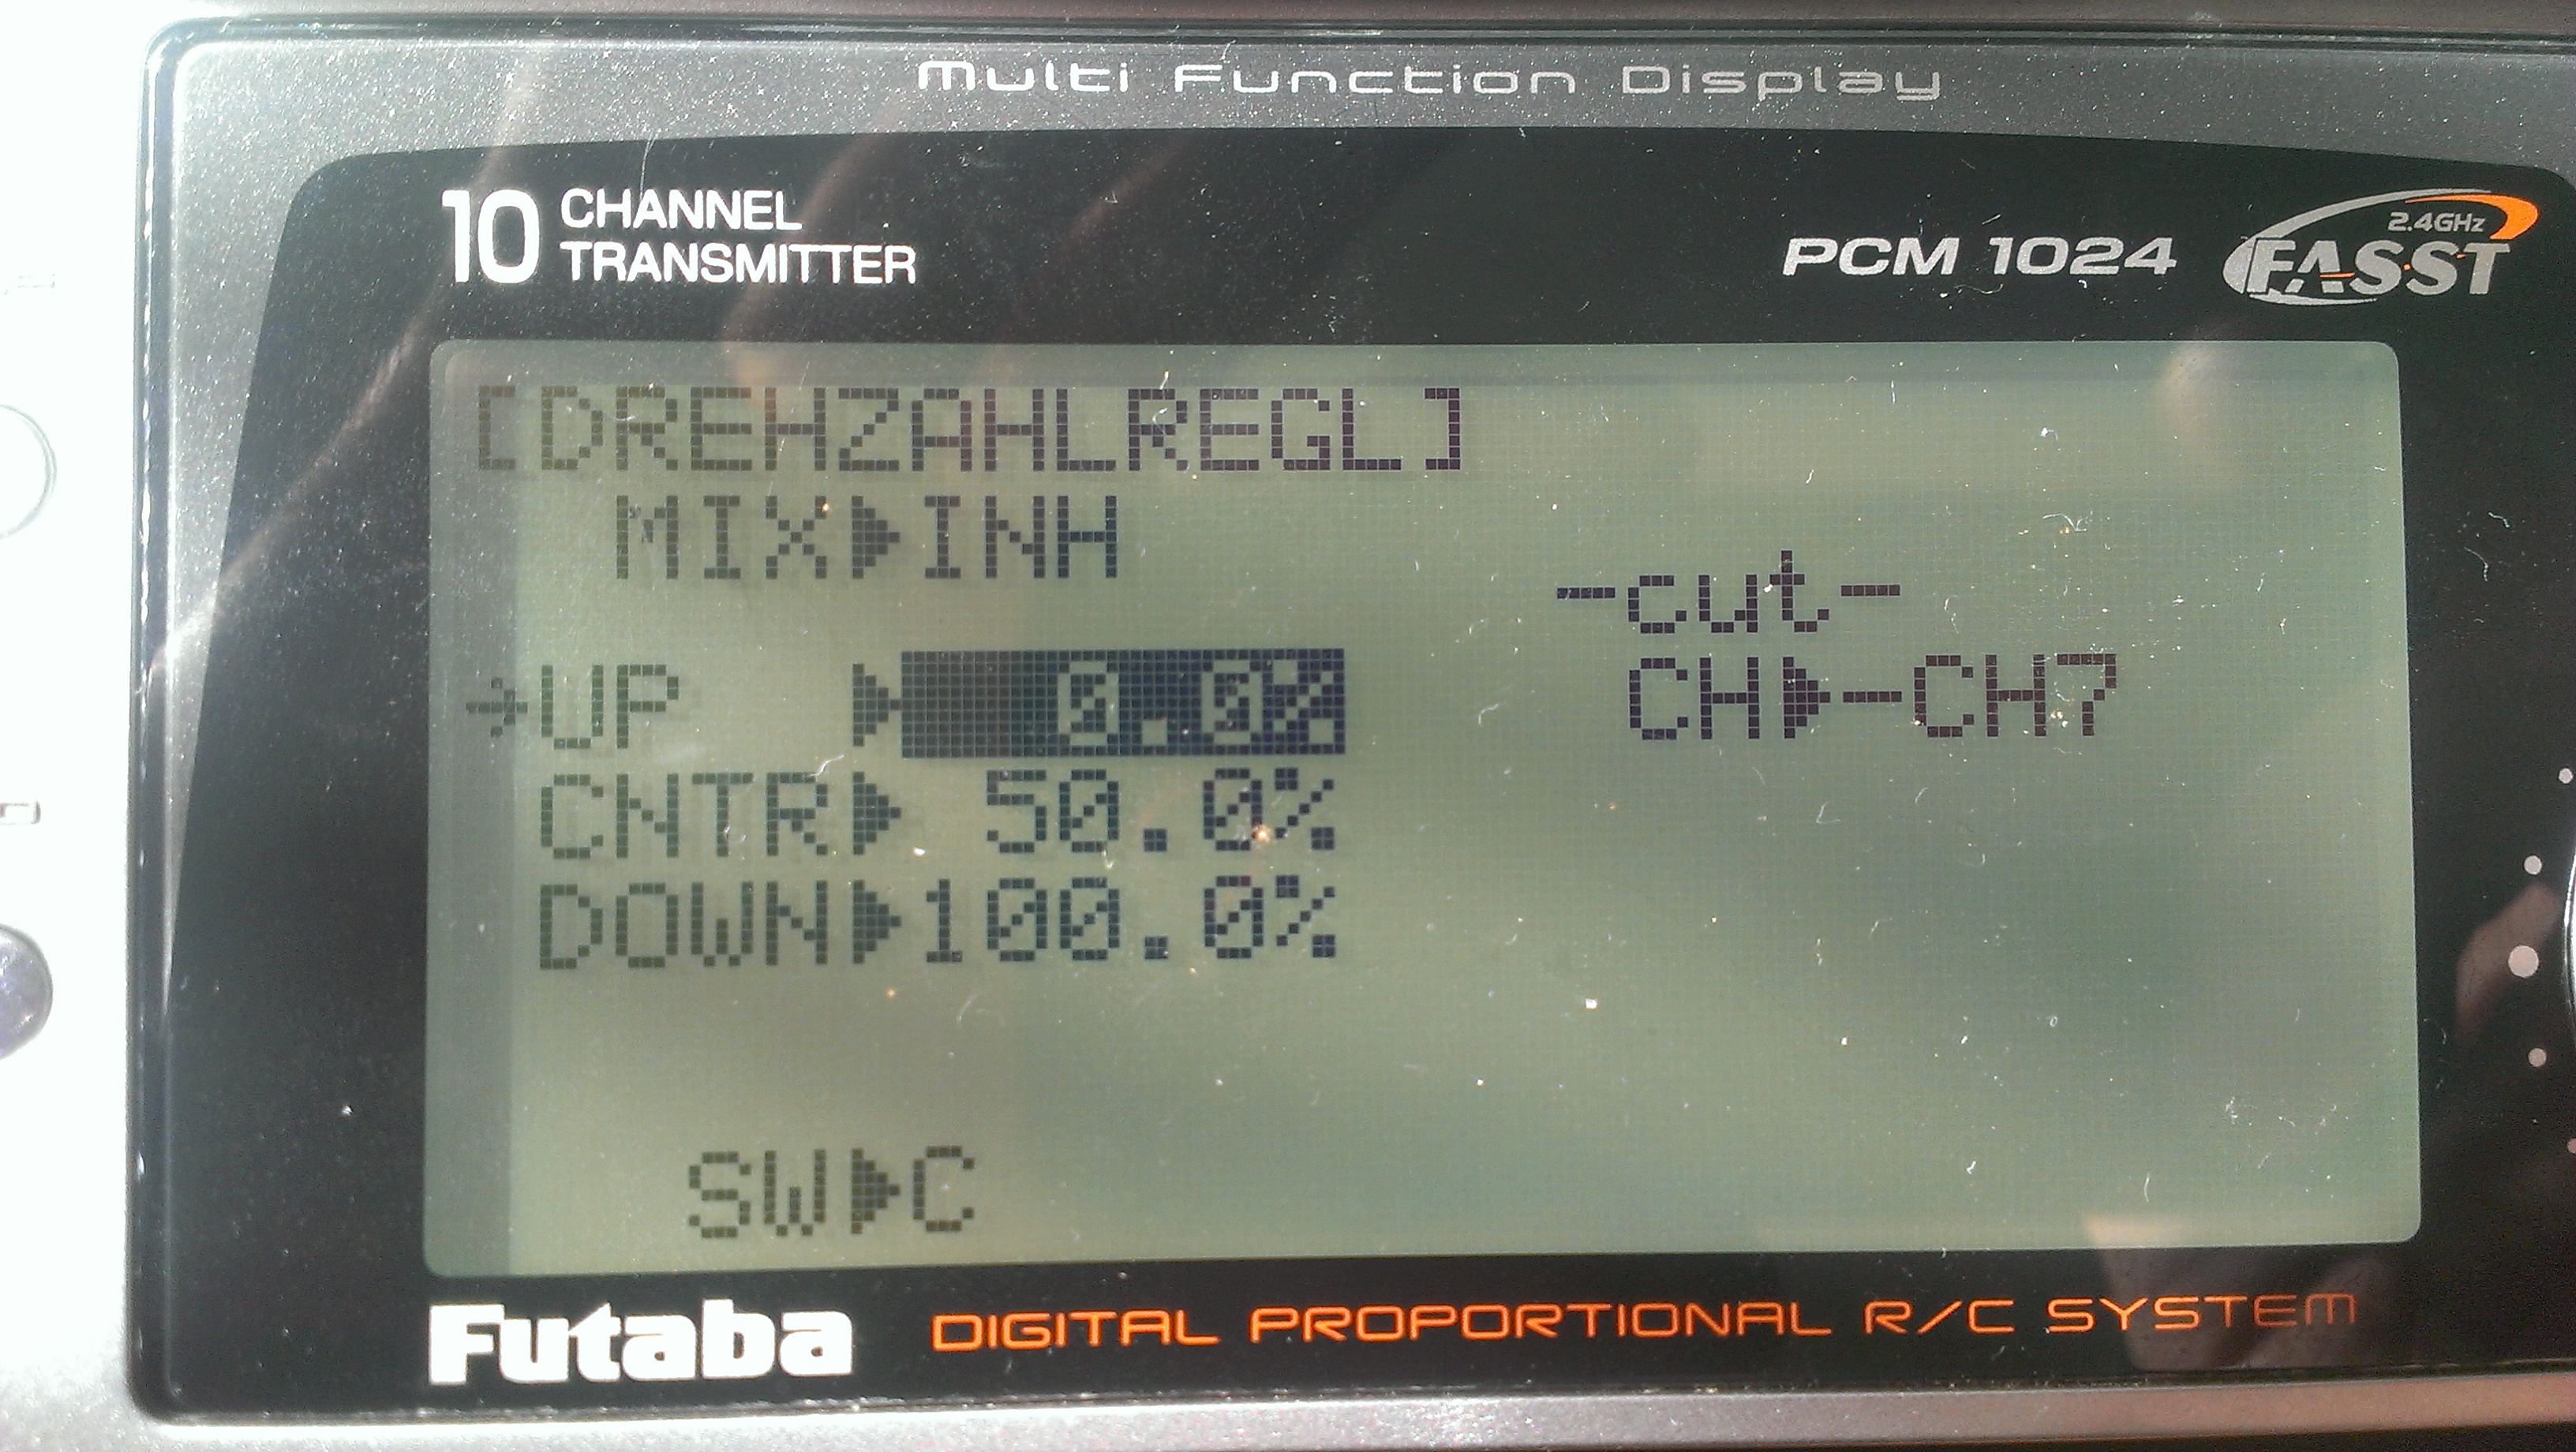 Multi Function Display
10 CHANNEL TRANSMITTER
PCM 1024
2.4GHz
FASST
[DREHZAHLREGL]
MIX▶INH
-cut-
→UP ▶ 0.0%
CH▶-CH7
CNTR▶ 50.0%
DOWN▶100.0%
SW▶C
Futaba
DIGITAL PROPORTIONAL R/C SYSTEM